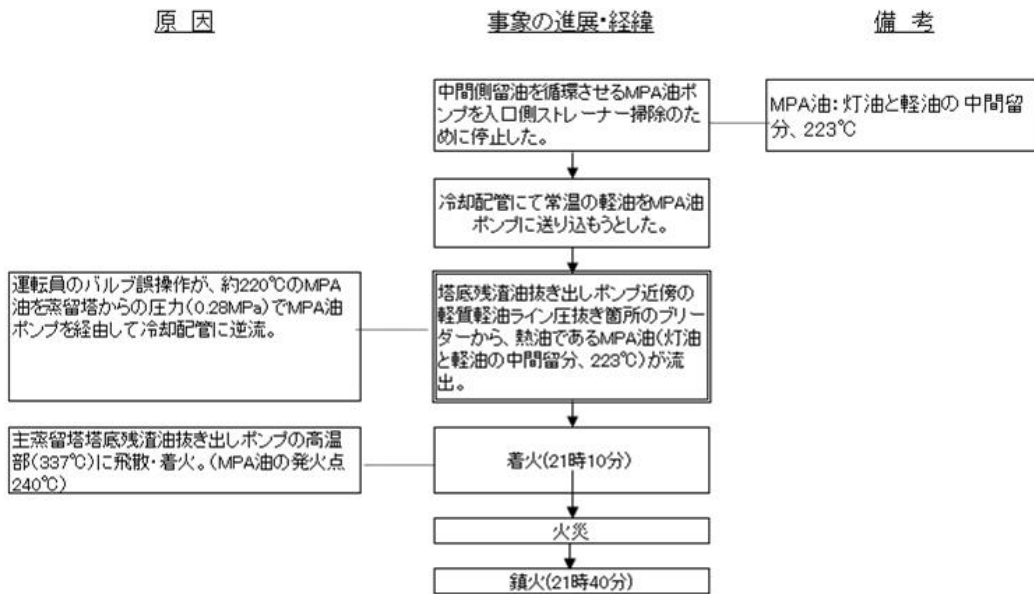 原 因
事象の進展・経緯
備 考
中間側留油を循環させるMPA油ポ
ンプを入口側ストレーナー掃除のた
めに停止した。
MPA油：灯油と軽油の中間留
分、223℃
冷却配管にて常温の軽油をMPA油
ポンプに送り込もうとした。
運転員のバルブ誤操作が、約220℃のMPA
油を蒸留塔からの圧力(0.28MPa)でMPA油
ポンプを経由して冷却配管に逆流。
塔底残渣油抜き出しポンプ近傍の
軽質軽油ライン圧抜き箇所のブリー
ダーから、熱油であるMPA油(灯油
と軽油の中間留分、223℃)が流
出。
主蒸留塔塔底残渣油抜き出しポンプの高温
部(337℃)に飛散・着火。(MPA油の発火点
240℃)
着火(21時10分)
火災
鎮火(21時40分)